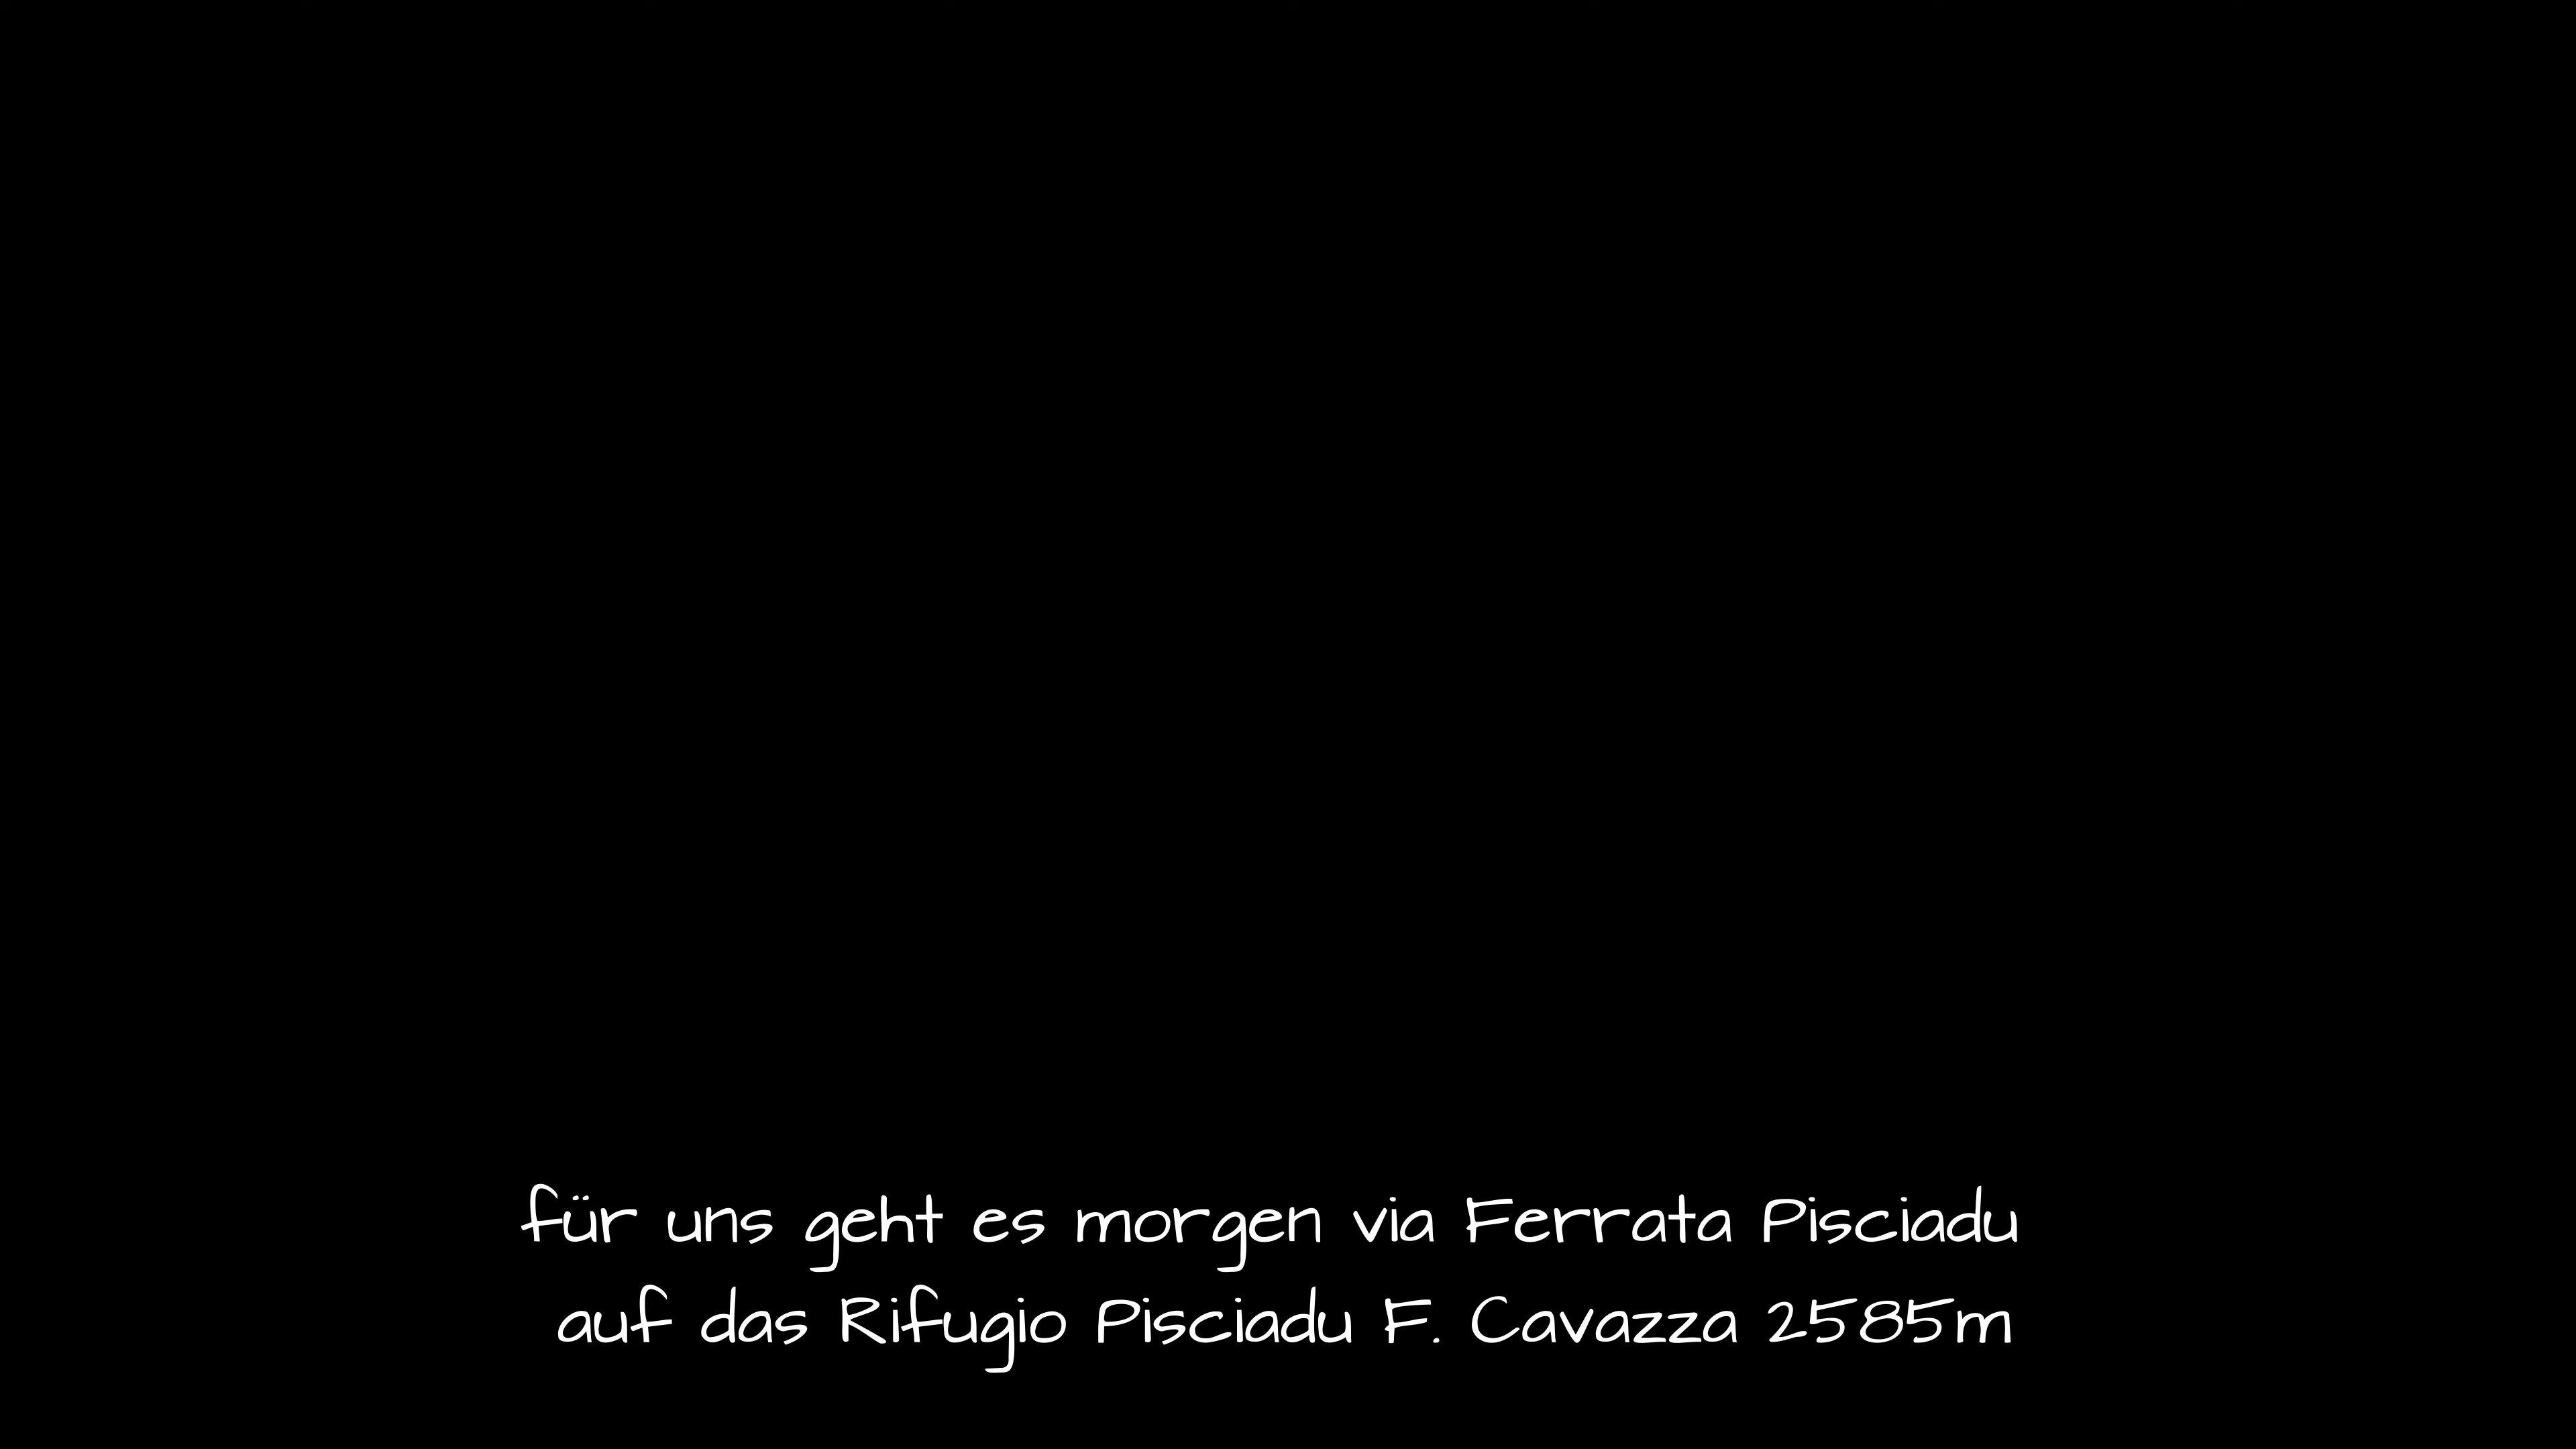 für uns geht es morgen via Ferrata Pisciadu
auf das Rifugio Pisciadu F. Cavazza 2585m